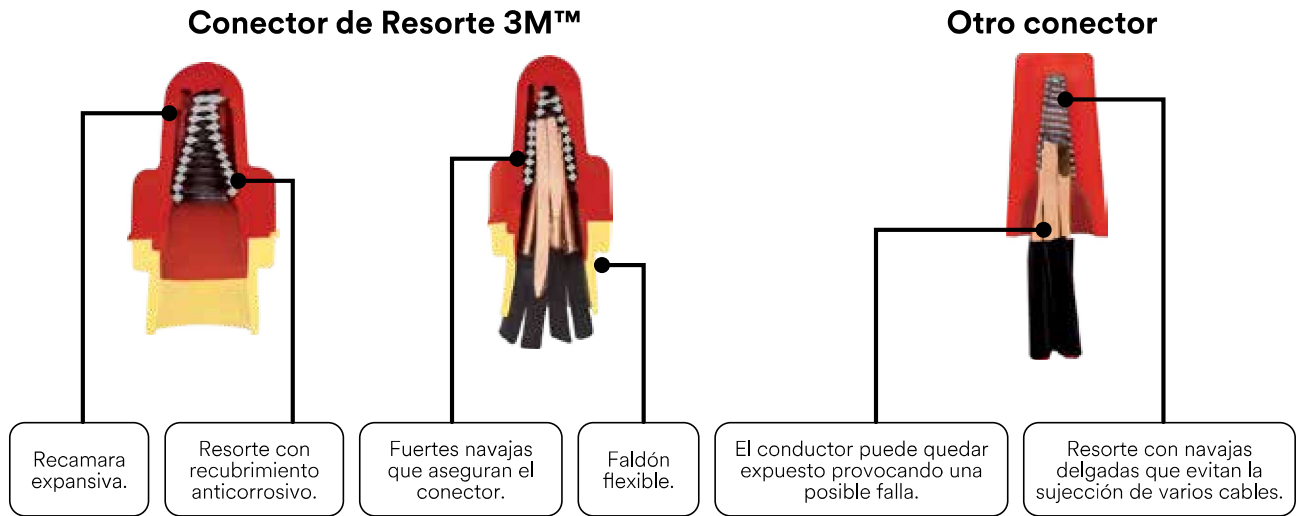 Conector de Resorte 3M™
Otro conector
Recamara
expansiva.
Resorte con
recubrimiento
anticorrosivo.
Fuertes navajas
que aseguran el
conector.
Faldón
flexible.
El conductor puede quedar
expuesto provocando una
posible falla.
Resorte con navajas
delgadas que evitan la
sujección de varios cables.